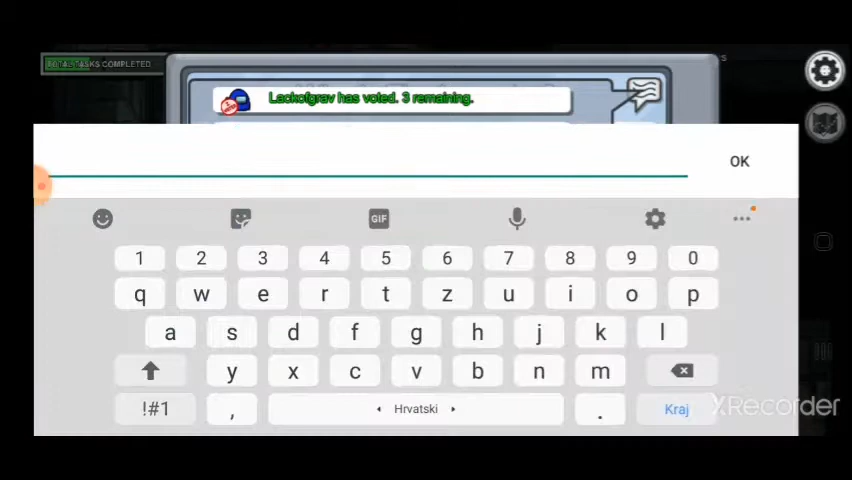 TOTAL TASKS COMPLETED
Lackofgrav has voted. 3 remaining.
OK
GIF
1 2 3 4 5 6 7 8 9 0
q w e r t z u i o p
a s d f g h j k l
y x c v b n m
!#1 , Hrvatski . Kraj
XRecorder